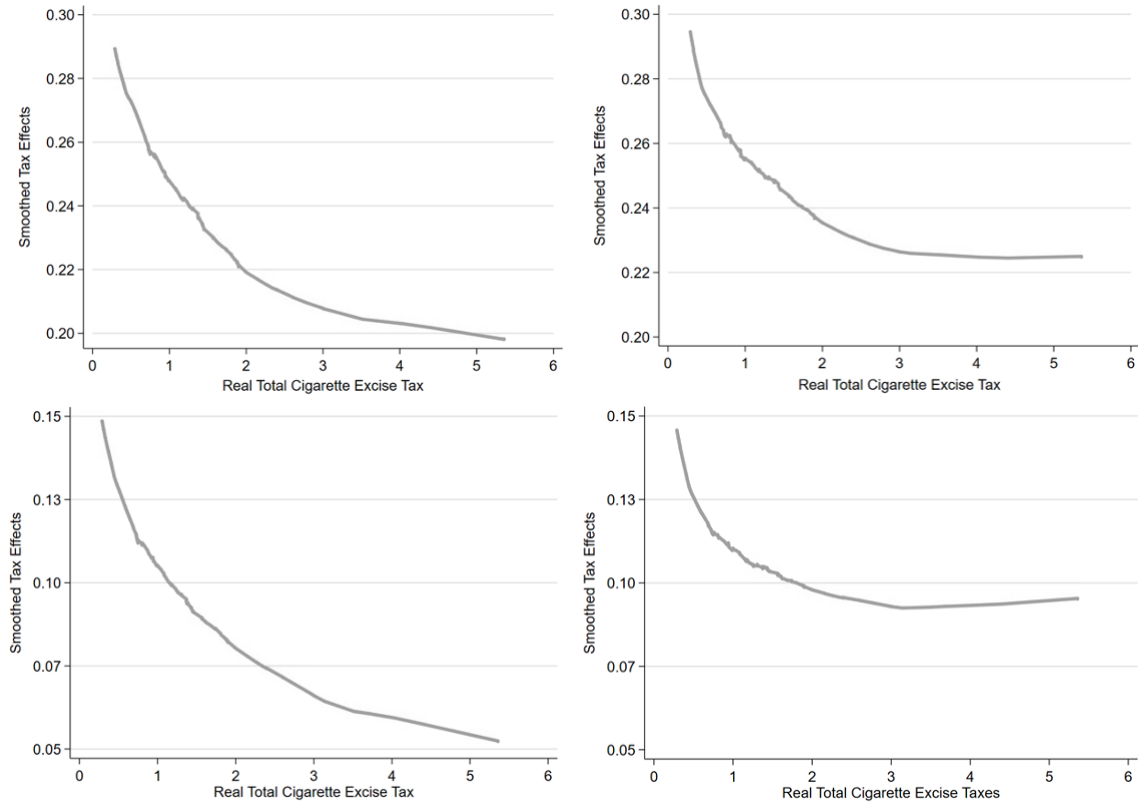 0.30
0.28
0.26
0.24
0.22
0.20
Smoothed Tax Effects
0 1 2 3 4 5 6
Real Total Cigarette Excise Tax
0.30
0.28
0.26
0.24
0.22
0.20
Smoothed Tax Effects
0 1 2 3 4 5 6
Real Total Cigarette Excise Tax
0.15
0.13
0.10
0.07
0.05
Smoothed Tax Effects
0 1 2 3 4 5 6
Real Total Cigarette Excise Tax
0.15
0.13
0.10
0.07
0.05
Smoothed Tax Effects
0 1 2 3 4 5 6
Real Total Cigarette Excise Taxes